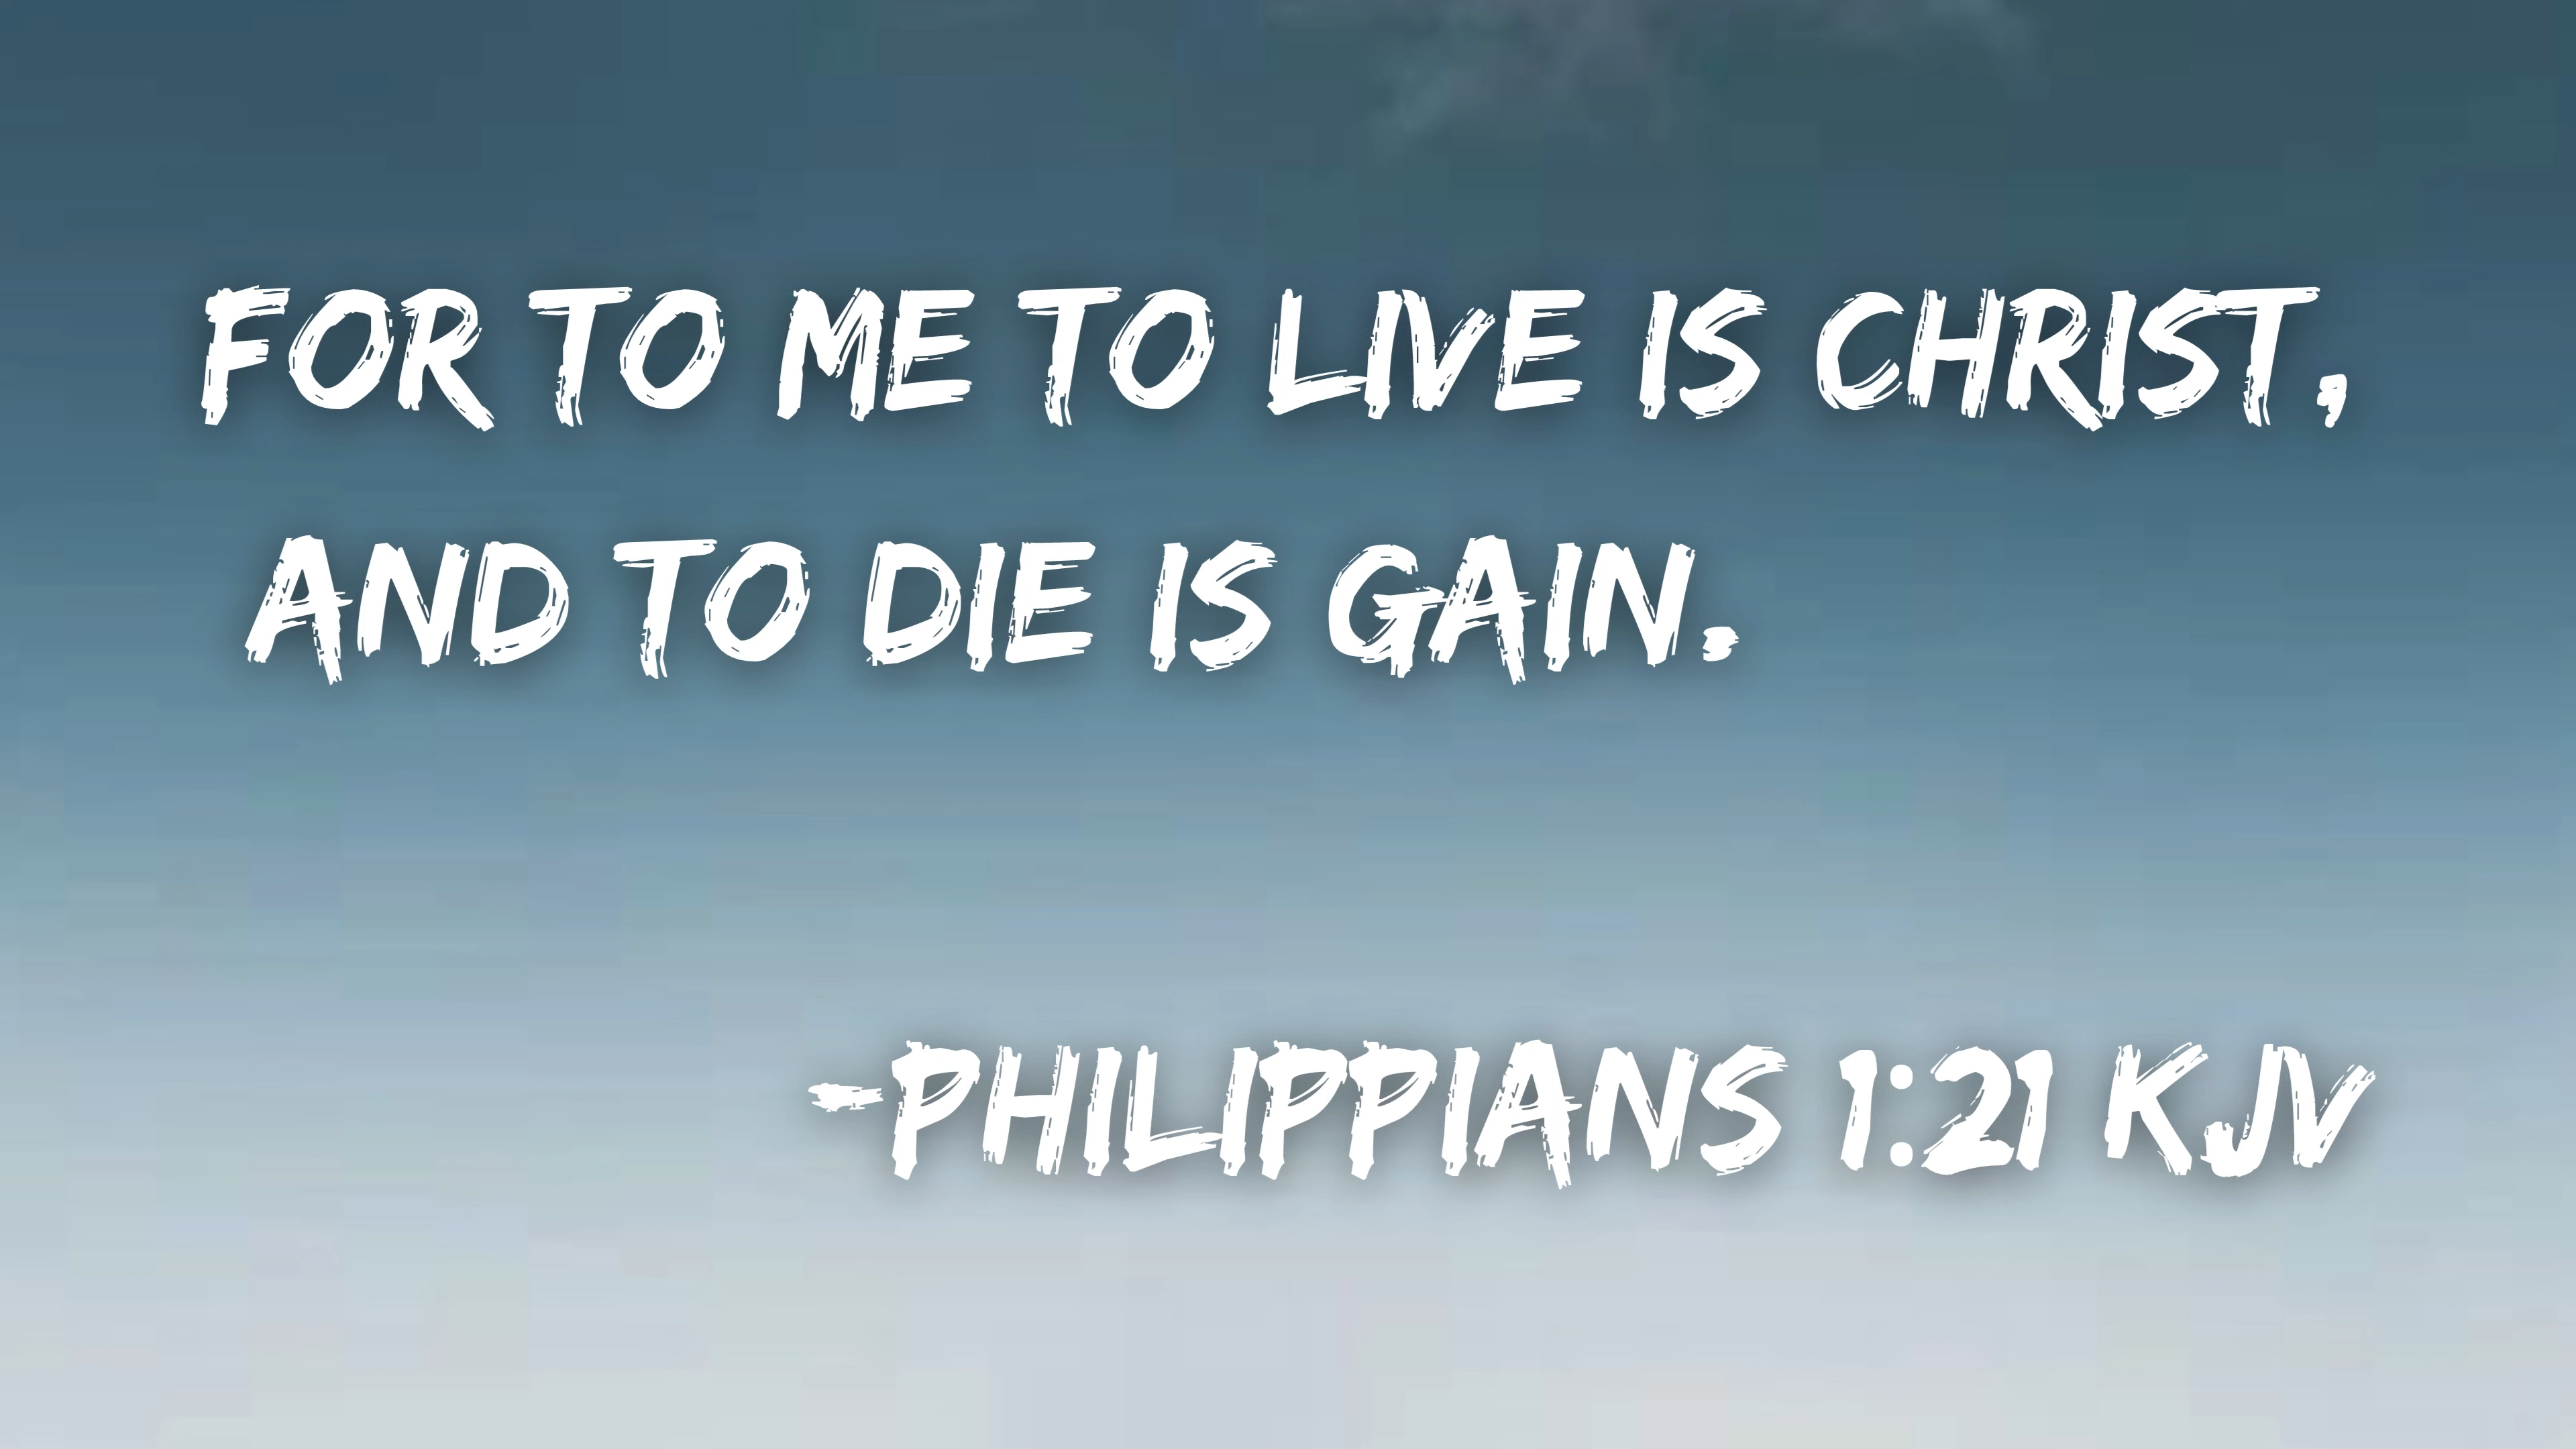 FOR TO ME TO LIVE IS CHRIST,
AND TO DIE IS GAIN.
-PHILIPPIANS 1:21 KJV